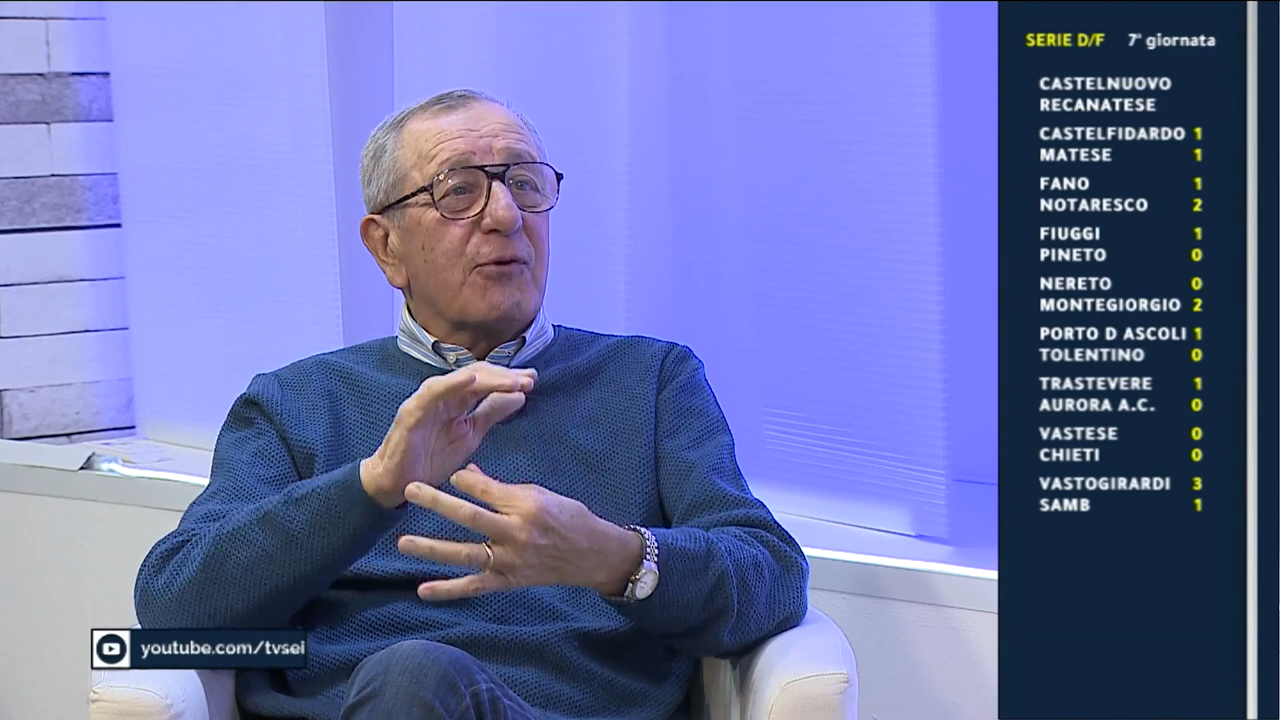 SERIE D/F 7ª giornata
CASTELNUOVO
RECANATESE
CASTELFIDARDO 1
MATESE 1
FANO 1
NOTARESCO 2
FIUGGI 1
PINETO 0
NERETO 0
MONTEGIORGIO 2
PORTO D ASCOLI 1
TOLENTINO 0
TRASTEVERE 1
AURORA A.C. 0
VASTESE 0
CHIETI 0
VASTOGIRARDI 3
SAMB 1
youtube.com/tvsei